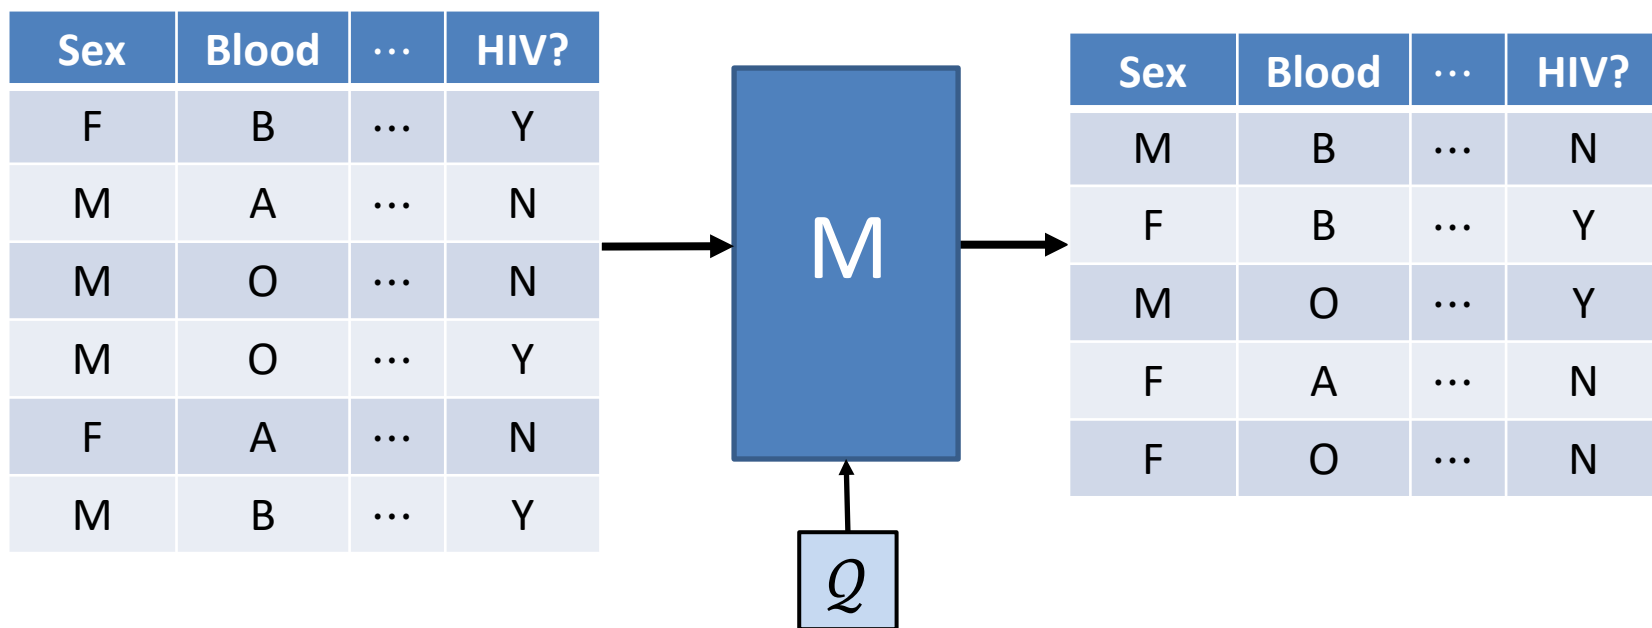 Sex Blood ... HIV?
F B ... Y
M A ... N
M O ... N
M O ... Y
F A ... N
M B ... Y
M
Q
Sex Blood ... HIV?
M B ... N
F B ... Y
M O ... Y
F A ... N
F O ... N